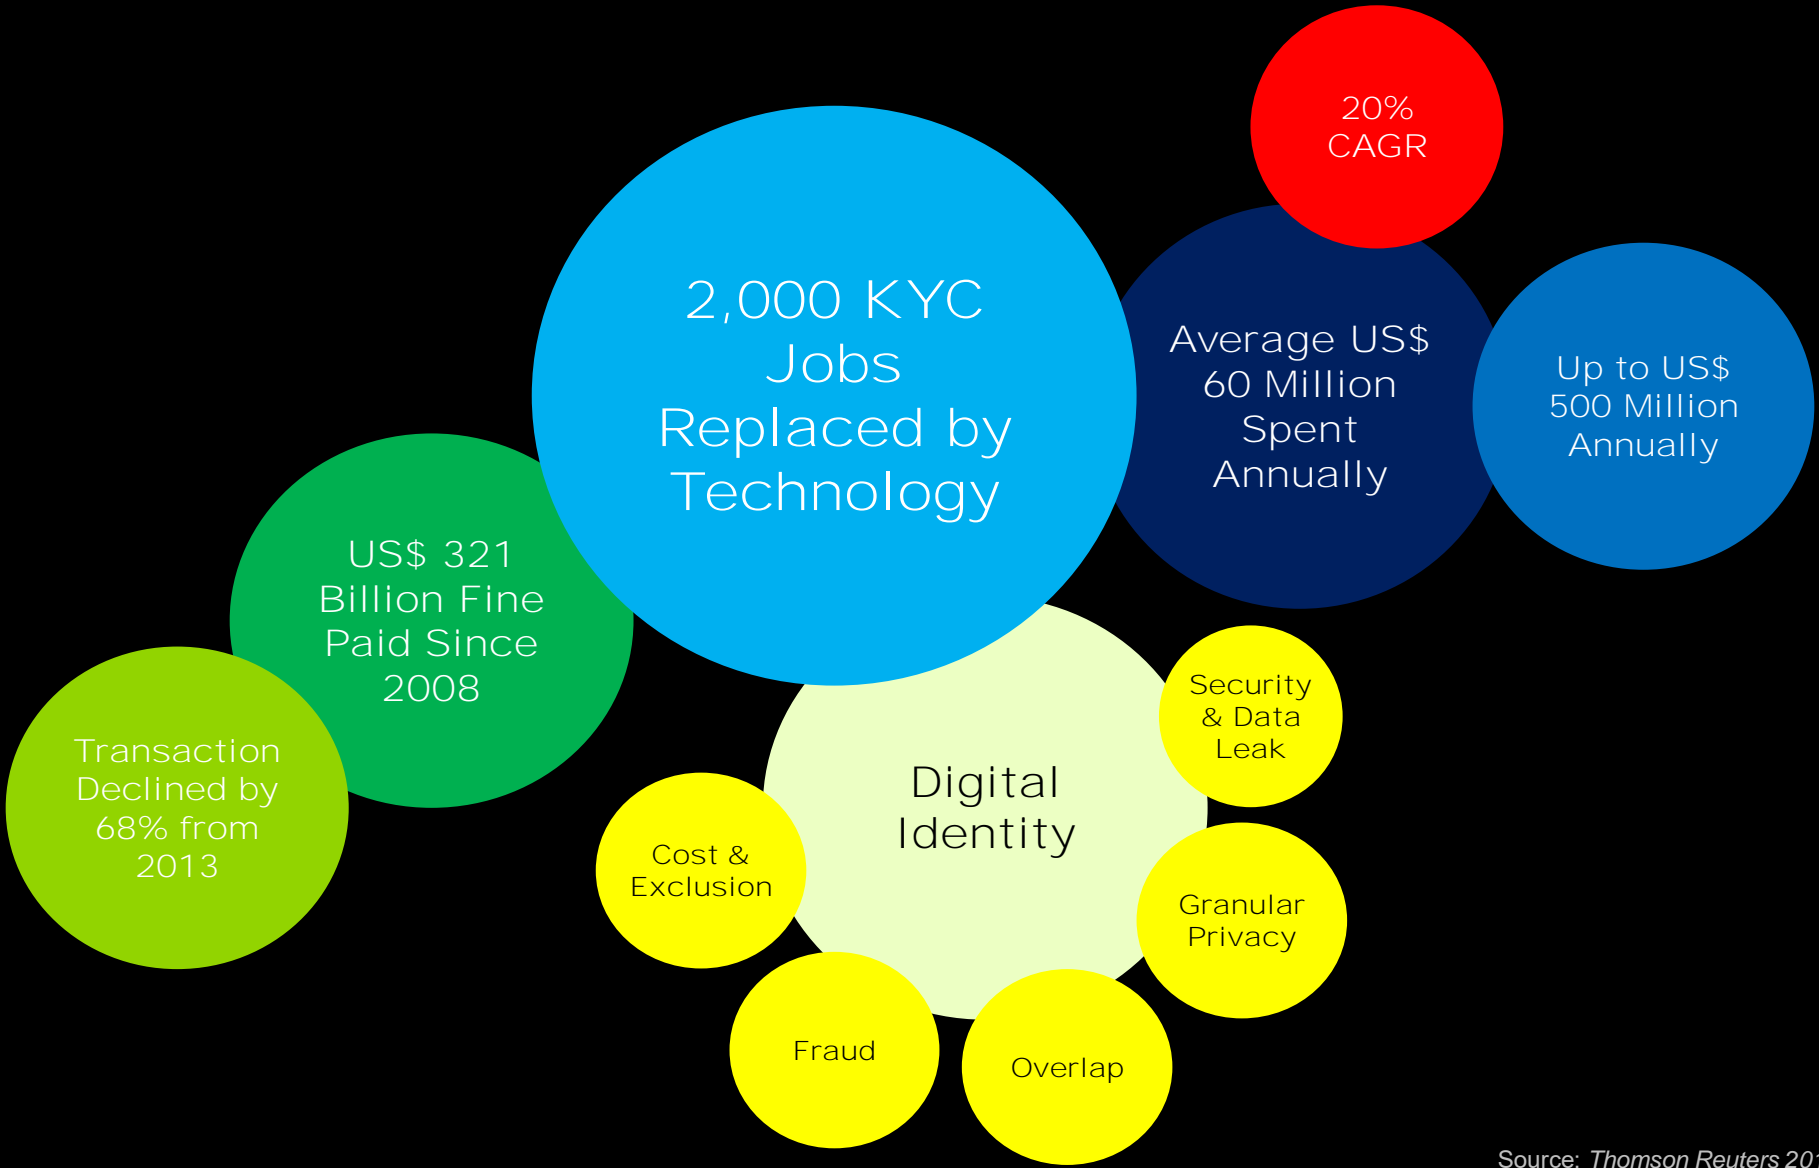 20%
CAGR
2,000 KYC
Jobs
Replaced by
Technology
Average US$
60 Million
Spent
Annually
Up to US$
500 Million
Annually
US$ 321
Billion Fine
Paid Since
2008
Transaction
Declined by
68% from
2013
Digital
Identity
Security
& Data
Leak
Cost &
Exclusion
Granular
Privacy
Fraud
Overlap
Source: Thomson Reuters